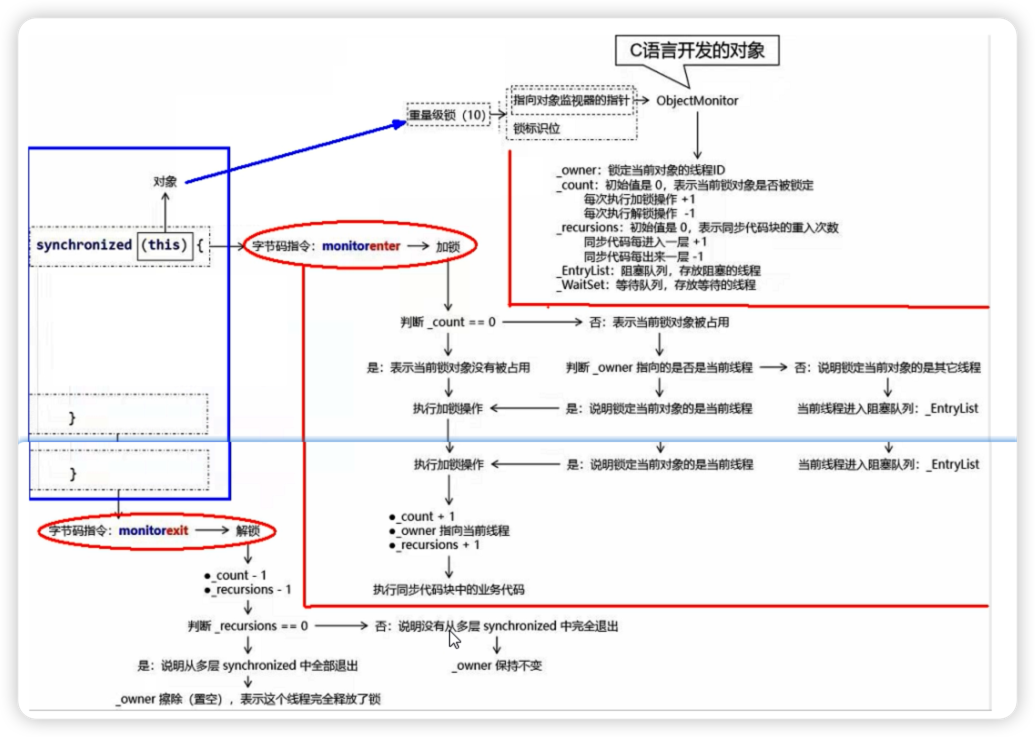 C语言开发的对象
重量级锁（10）
指向对象监视器的指针
ObjectMonitor
锁标识位
_owner：锁定当前对象的线程ID
_count：初始值是 0，表示当前锁对象是否被锁定
每次执行加锁操作 +1
每次执行解锁操作 -1
_recursions：初始值是 0，表示同步代码块的重入次数
同步代码每进入一层 +1
同步代码每出来一层 -1
_EntryList：阻塞队列，存放阻塞的线程
_WaitSet：等待队列，存放等待的线程
对象
synchronized (this) {
字节码指令：monitorenter
加锁
判断 _count == 0
否：表示当前锁对象被占用
是：表示当前锁对象没有被占用
判断 _owner 指向的是否是当前线程
否：说明锁定当前对象的是其它线程
执行加锁操作
是：说明锁定当前对象的是当前线程
当前线程进入阻塞队列：_EntryList
}
执行加锁操作
是：说明锁定当前对象的是当前线程
当前线程进入阻塞队列：_EntryList
}
●_count + 1
●_owner 指向当前线程
●_recursions + 1
字节码指令：monitorexit
解锁
●_count - 1
●_recursions - 1
执行同步代码块中的业务代码
判断 _recursions == 0
否：说明没有从多层 synchronized 中完全退出
是：说明从多层 synchronized 中全部退出
_owner 保持不变
_owner 擦除（置空），表示这个线程完全释放了锁